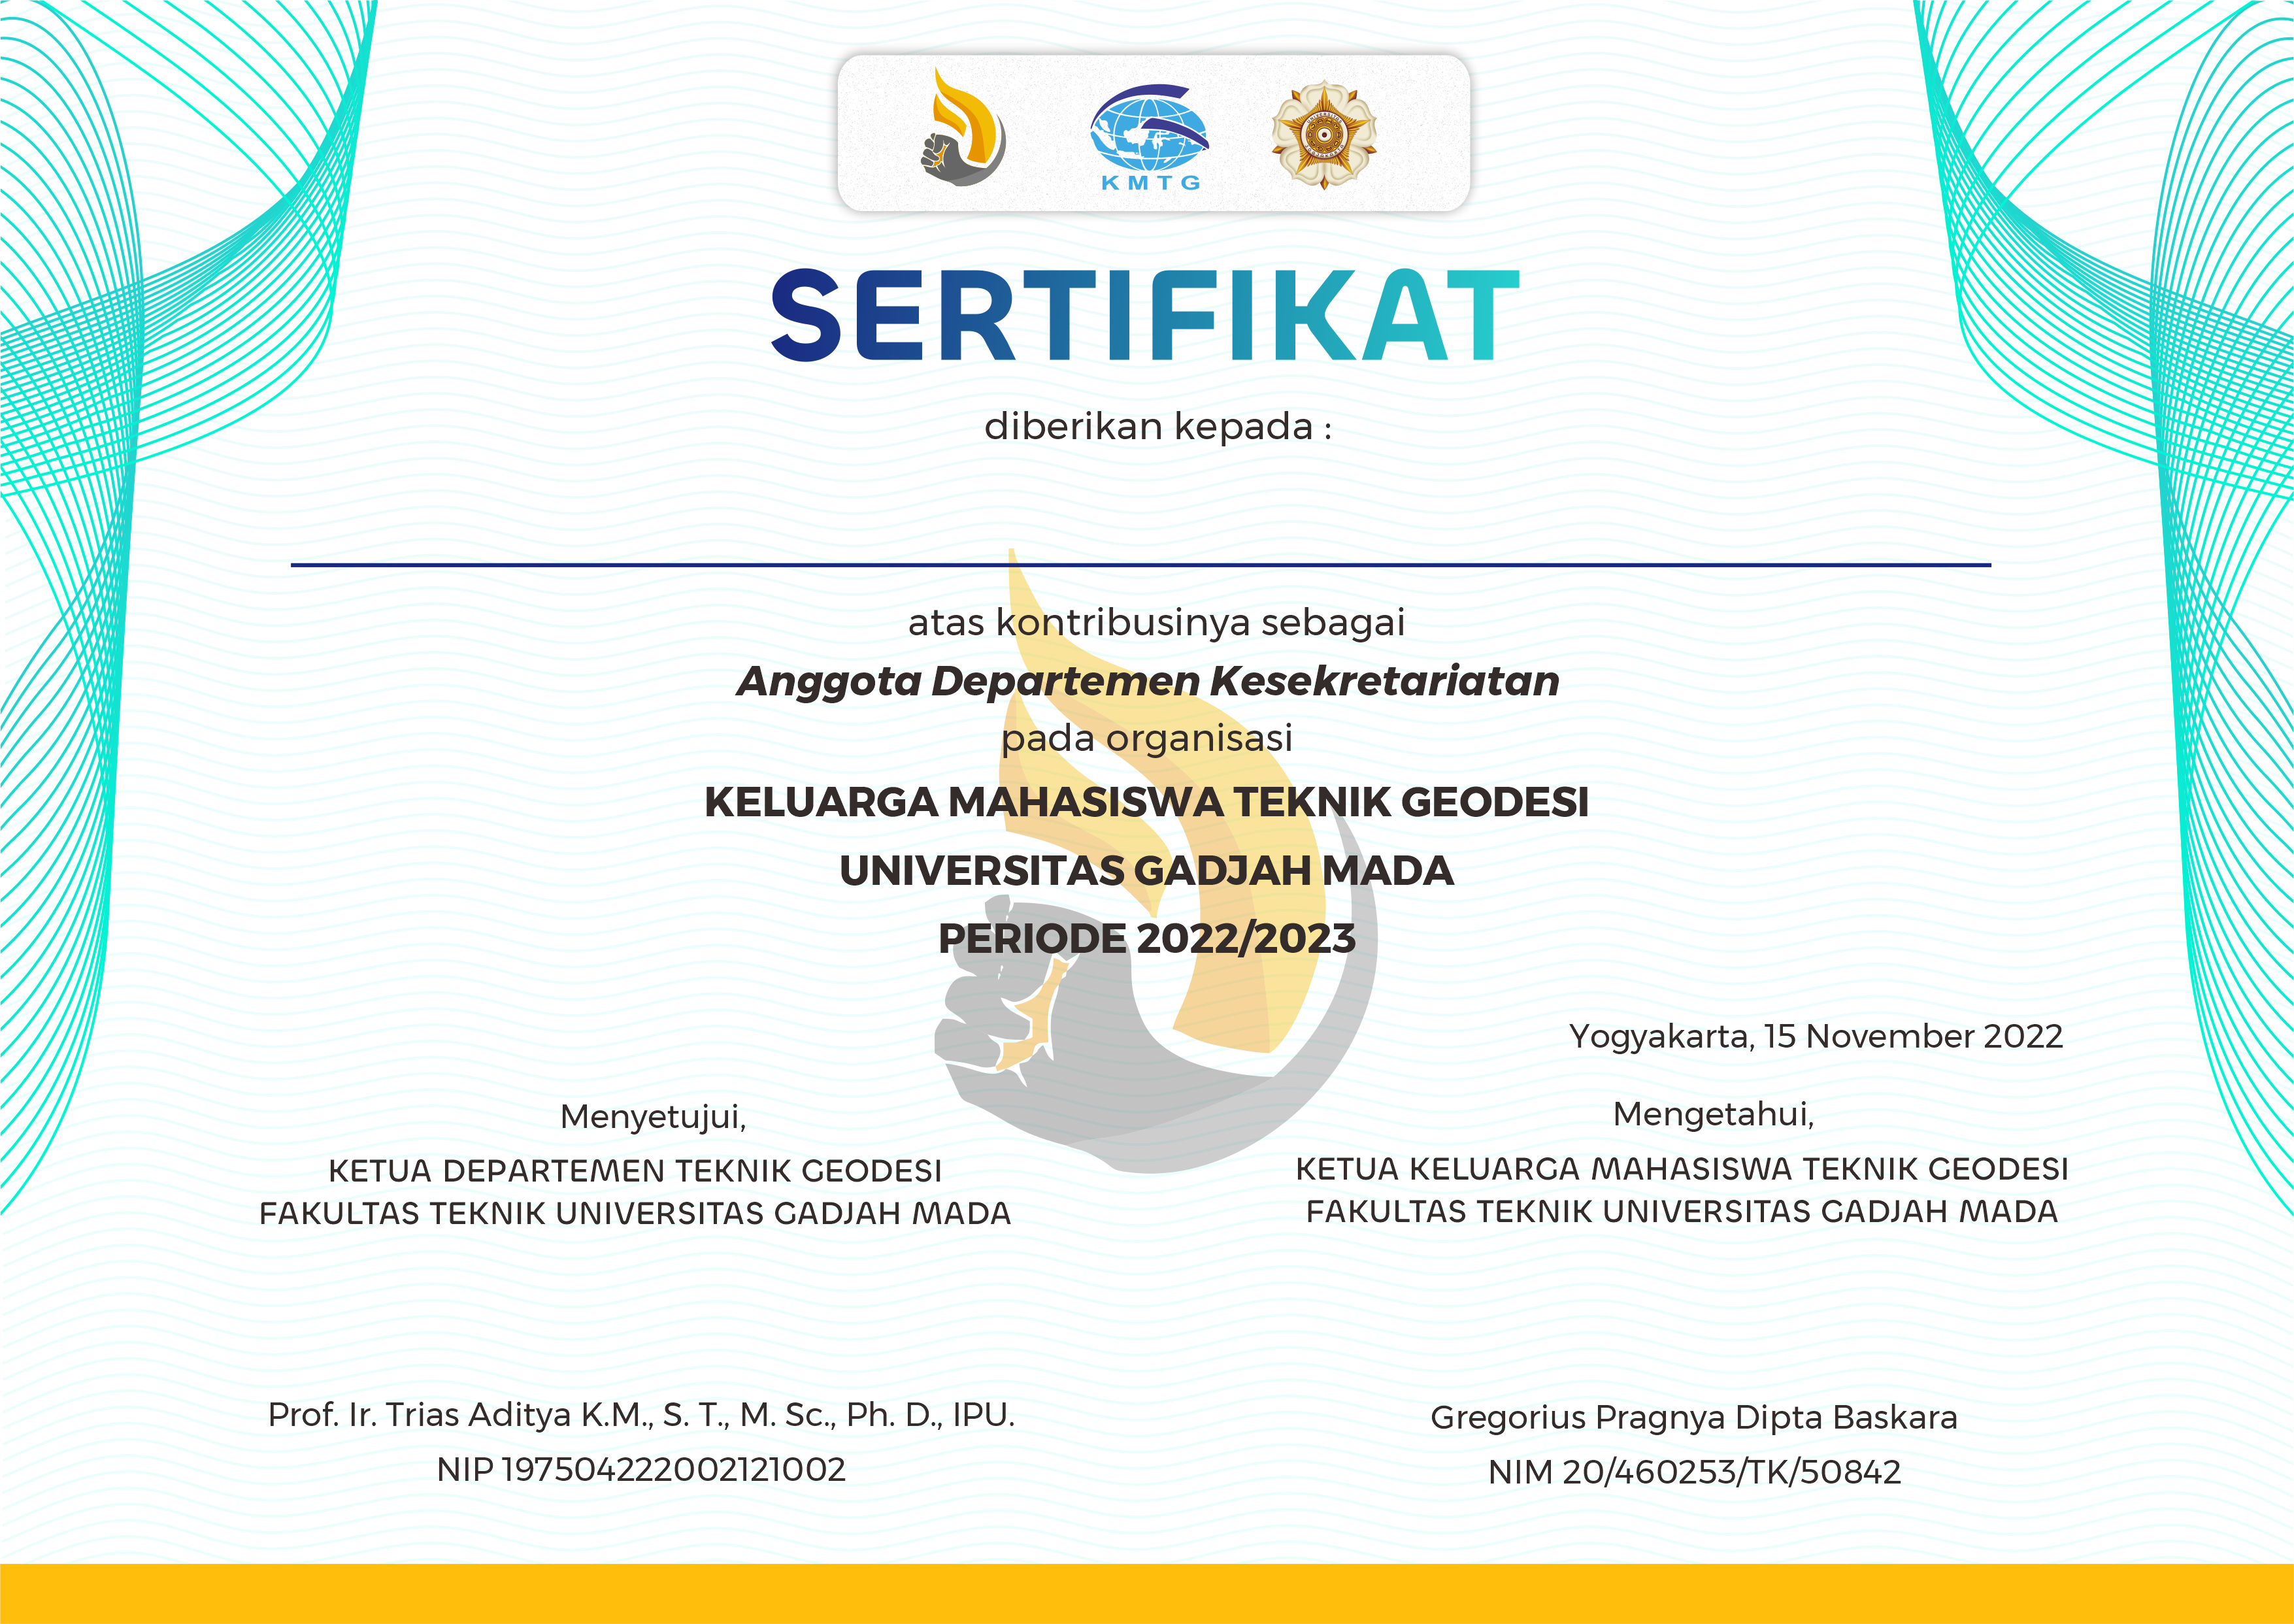 KMTG
SERTIFIKAT
diberikan kepada :
atas kontribusinya sebagai
Anggota Departemen Kesekretariatan
pada organisasi
KELUARGA MAHASISWA TEKNIK GEODESI
UNIVERSITAS GADJAH MADA
PERIODE 2022/2023
Yogyakarta, 15 November 2022
Menyetujui,
KETUA DEPARTEMEN TEKNIK GEODESI
FAKULTAS TEKNIK UNIVERSITAS GADJAH MADA
Prof. Ir. Trias Aditya K.M., S. T., M. Sc., Ph. D., IPU.
NIP 197504222002121002
Mengetahui,
KETUA KELUARGA MAHASISWA TEKNIK GEODESI
FAKULTAS TEKNIK UNIVERSITAS GADJAH MADA
Gregorius Pragnya Dipta Baskara
NIM 20/460253/TK/50842